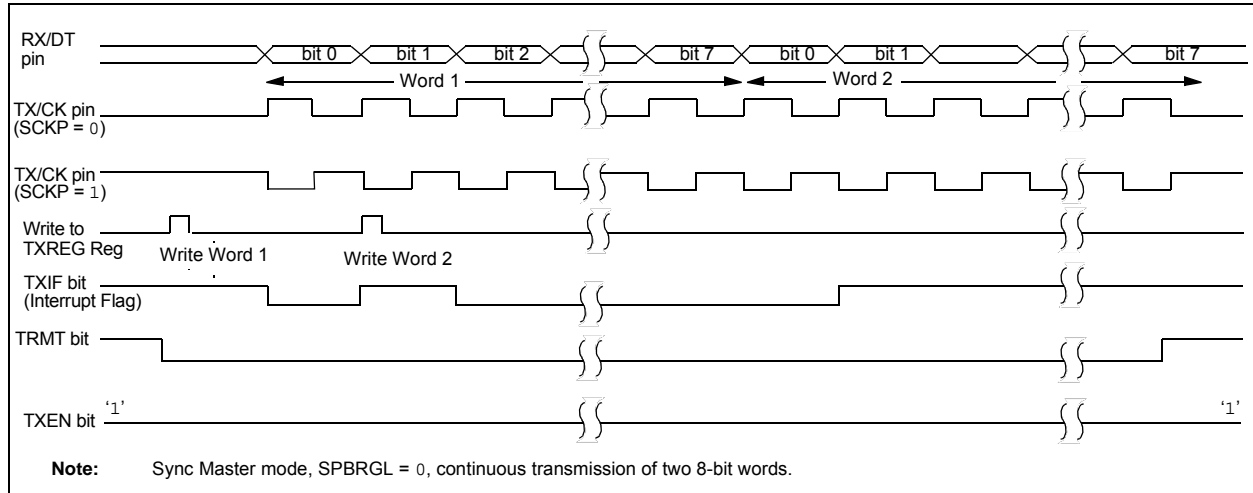 RX/DT
pin
bit 0 bit 1 bit 2 bit 7 bit 0 bit 1 bit 7
Word 1 Word 2
TX/CK pin
(SCKP = 0)
TX/CK pin
(SCKP = 1)
Write to
TXREG Reg
Write Word 1 Write Word 2
TXIF bit
(Interrupt Flag)
TRMT bit
TXEN bit ‘1’ ‘1’
Note: Sync Master mode, SPBRGL = 0, continuous transmission of two 8-bit words.